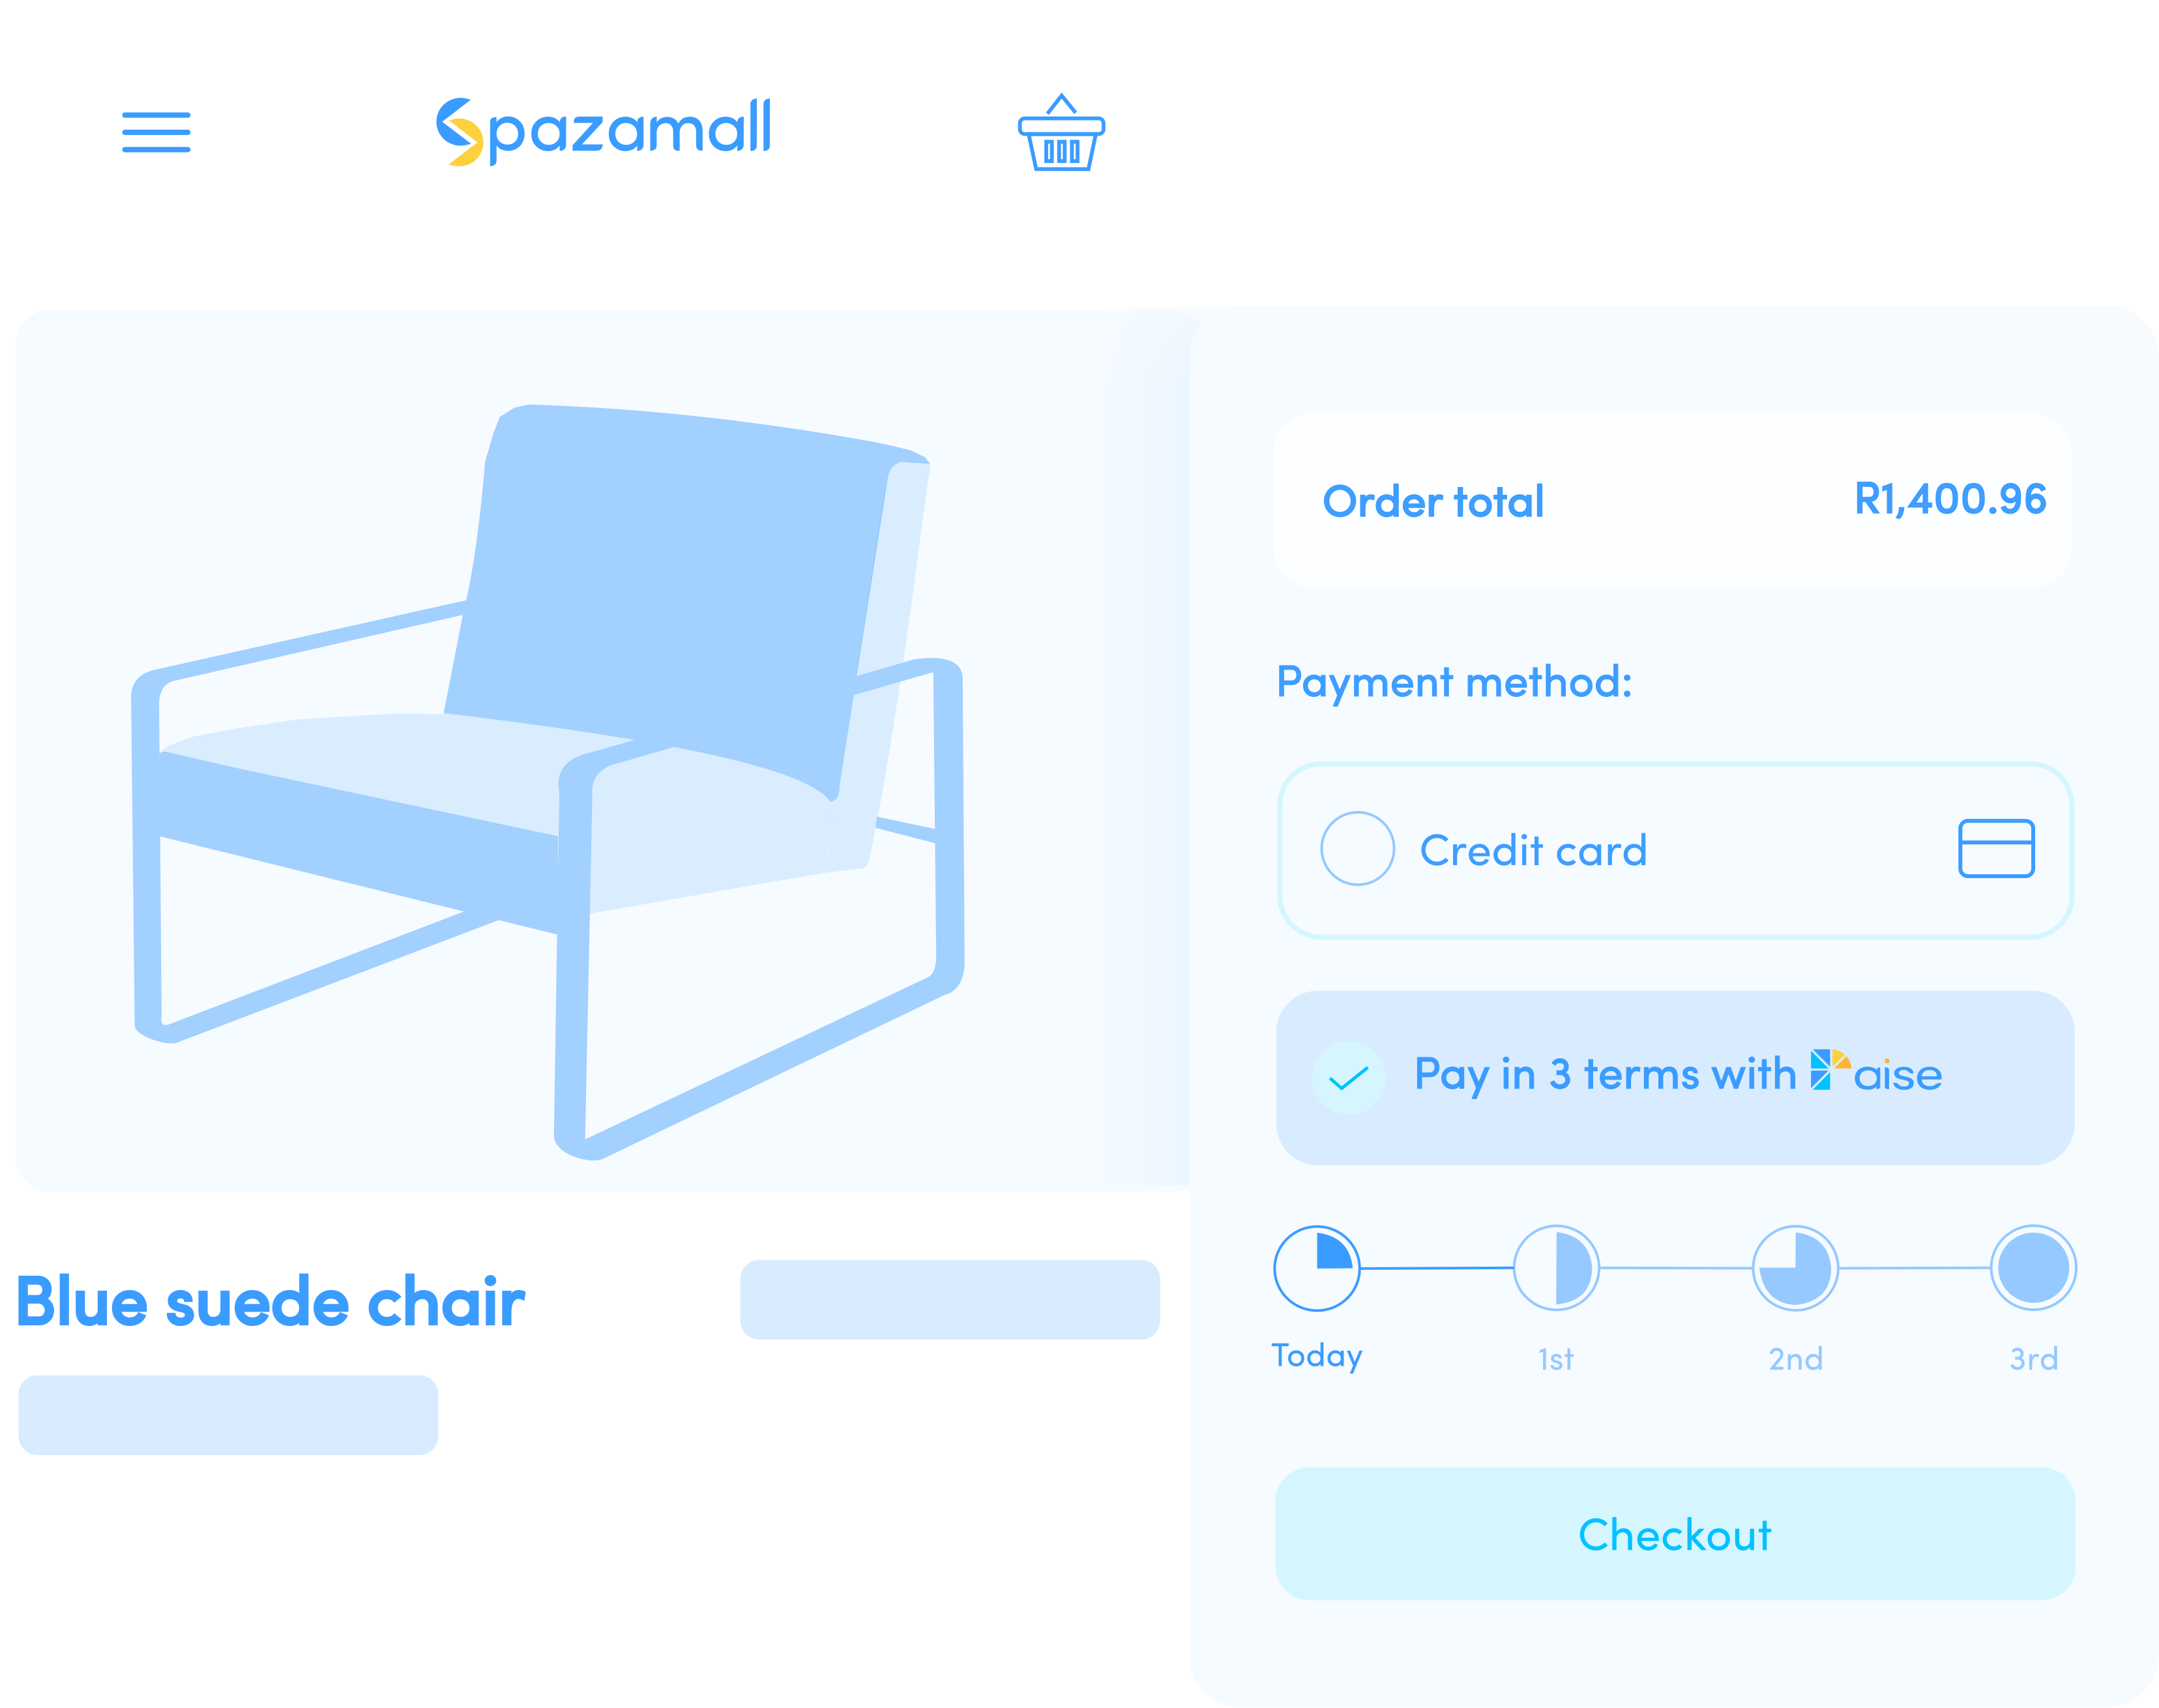 Spazamall
Order total R1,400.96
Payment method:
Credit card
Pay in 3 terms with Paise
Today 1st 2nd 3rd
Checkout
Blue suede chair